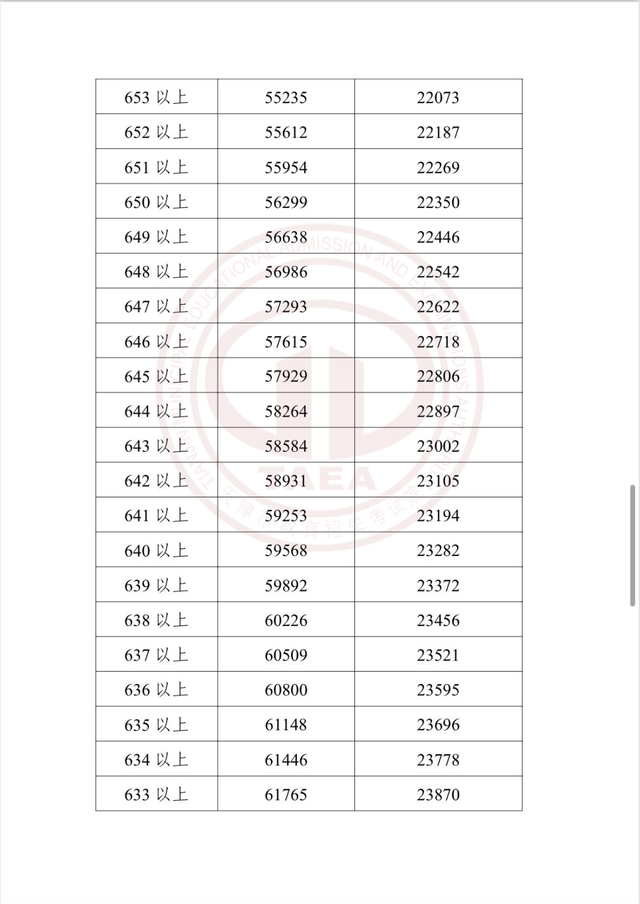 653 以上 55235 22073
652 以上 55612 22187
651 以上 55954 22269
650 以上 56299 22350
649 以上 56638 22446
648 以上 56986 22542
647 以上 57293 22622
646 以上 57615 22718
645 以上 57929 22806
644 以上 58264 22897
643 以上 58584 23002
642 以上 58931 23105
641 以上 59253 23194
640 以上 59568 23282
639 以上 59892 23372
638 以上 60226 23456
637 以上 60509 23521
636 以上 60800 23595
635 以上 61148 23696
634 以上 61446 23778
633 以上 61765 23870
EDUCATIONAL ADMISSION AND
TAEA